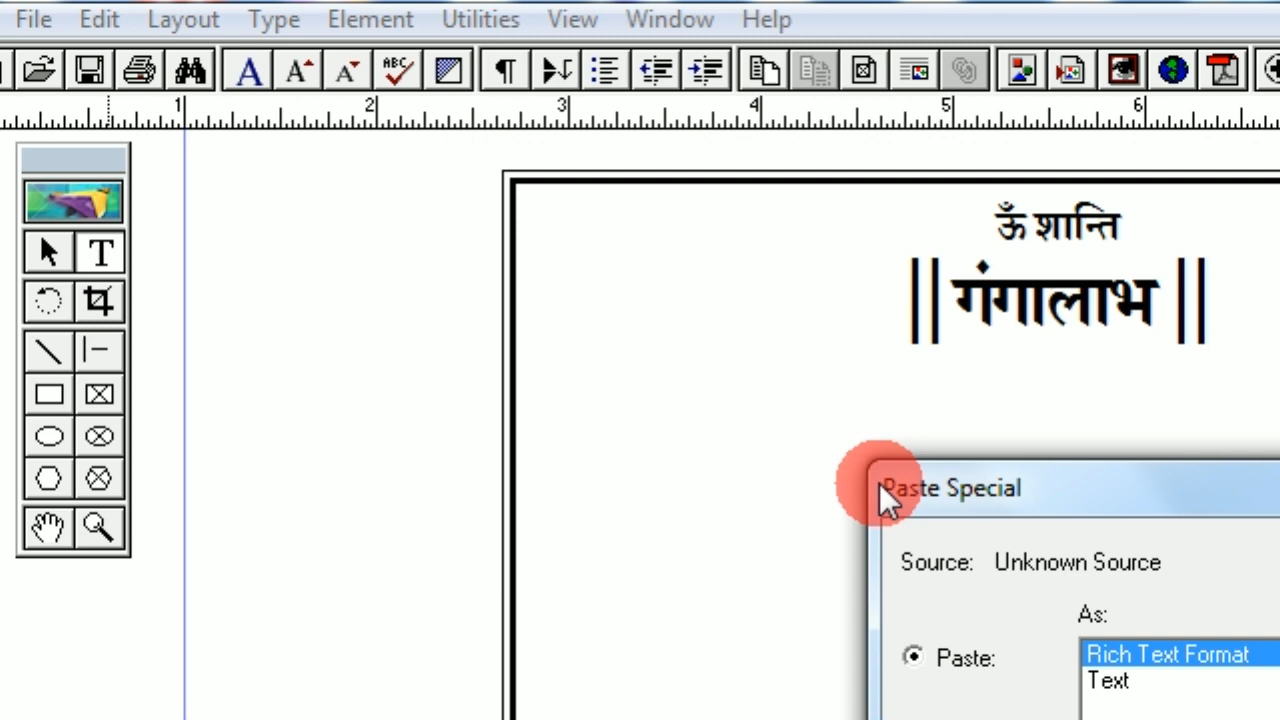 File Edit Layout Type Element Utilities View Window Help
1 2 3 4 5 6
ऊँ शान्ति
|| गंगालाभ ||
Paste Special
Source: Unknown Source
As:
Paste:
Rich Text Format
Text